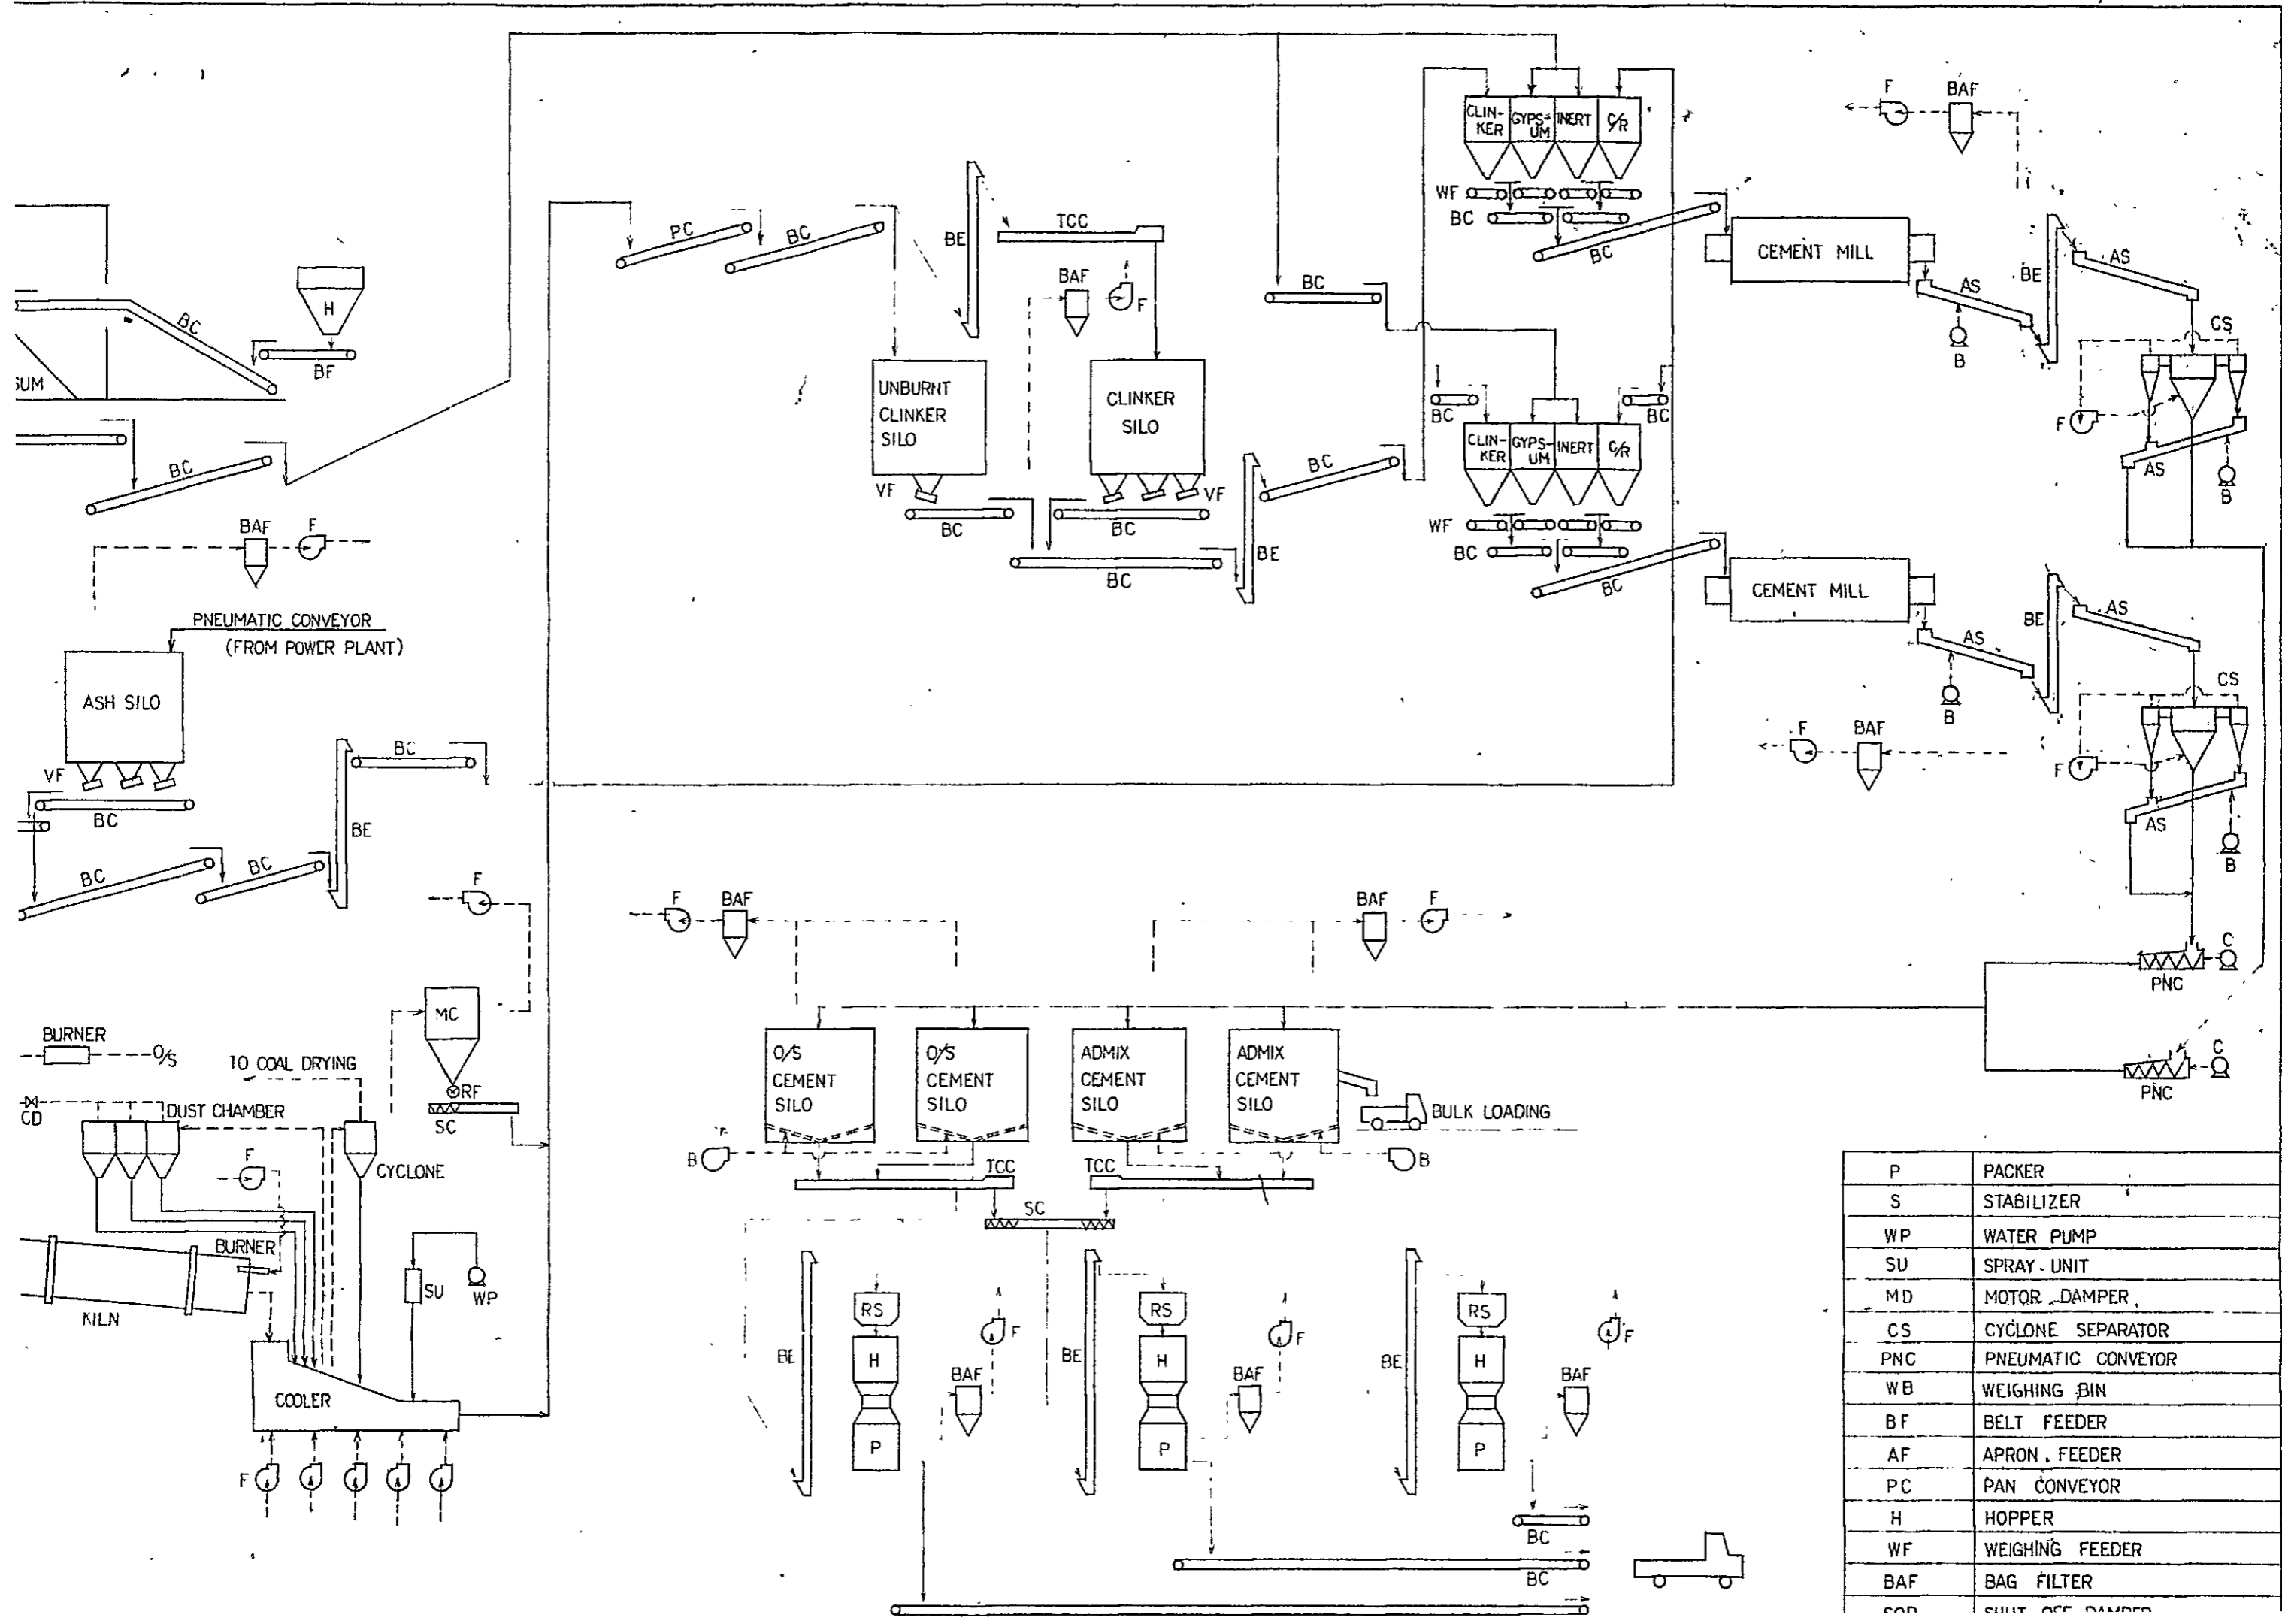 F
BAF
CLIN-
KER
GYPS-
UM
INERT
C/R
WF
BC
BC
PC
BC
BE
TCC
BAF
F
BC
CEMENT MILL
AS
BE
AS
B
CS
F
AS
B
H
BC
BF
SUM
BC
UNBURNT
CLINKER
SILO
VF
BC
CLINKER
SILO
VF
BC
BC
BE
BC
BC
BC
CLIN-
KER
GYPS-
UM
INERT
C/R
WF
BC
BC
CEMENT MILL
AS
B
BE
AS
CS
F
AS
B
F
BAF
BAF
F
PNEUMATIC CONVEYOR
(FROM POWER PLANT)
ASH SILO
VF
BC
BC
BE
BC
BC
F
MC
RF
SC
BURNER
O/S
TO COAL DRYING
CD
DUST CHAMBER
F
CYCLONE
BURNER
KILN
SU
WP
COOLER
F
F
BAF
BAF
F
O/S
CEMENT
SILO
O/S
CEMENT
SILO
ADMIX
CEMENT
SILO
ADMIX
CEMENT
SILO
BULK LOADING
B
B
TCC
TCC
SC
C
PNC
C
PNC
BE
RS
H
P
BAF
F
BE
RS
H
P
BAF
F
BE
RS
H
P
BAF
F
BC
BC
P PACKER
S STABILIZER
WP WATER PUMP
SU SPRAY-UNIT
MD MOTOR DAMPER
CS CYCLONE SEPARATOR
PNC PNEUMATIC CONVEYOR
WB WEIGHING BIN
BF BELT FEEDER
AF APRON FEEDER
PC PAN CONVEYOR
H HOPPER
WF WEIGHING FEEDER
BAF BAG FILTER